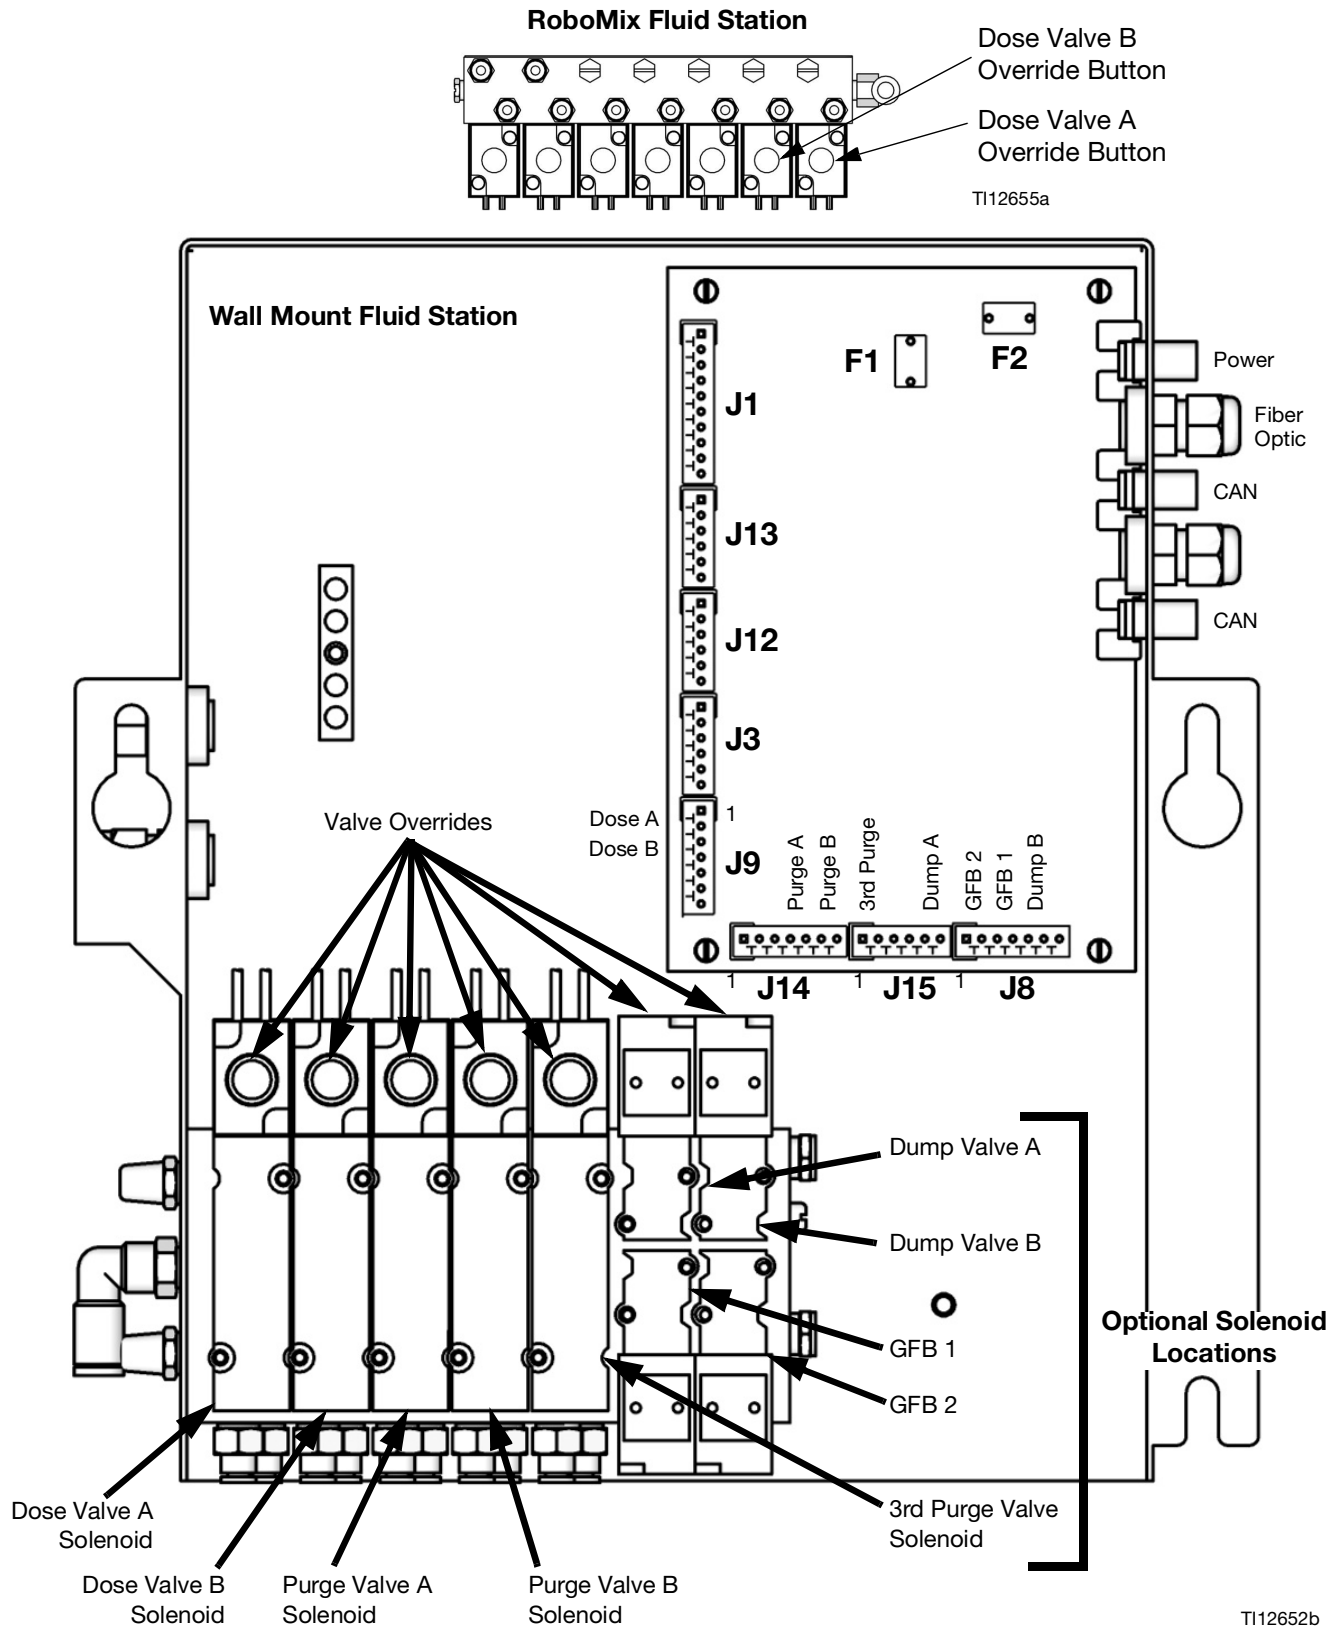 RoboMix Fluid Station
Dose Valve B
Override Button
Dose Valve A
Override Button
TI12655a
Wall Mount Fluid Station
F1
F2
Power
J1
Fiber
Optic
CAN
J13
CAN
J12
J3
Valve Overrides
Dose A
Dose B
1
J9
Purge A
Purge B
3rd Purge
Dump A
GFB 2
GFB 1
Dump B
1
J14
1
J15
1
J8
Dump Valve A
Dump Valve B
GFB 1
GFB 2
Optional Solenoid
Locations
3rd Purge Valve
Solenoid
Dose Valve A
Solenoid
Dose Valve B
Solenoid
Purge Valve A
Solenoid
Purge Valve B
Solenoid
TI12652b